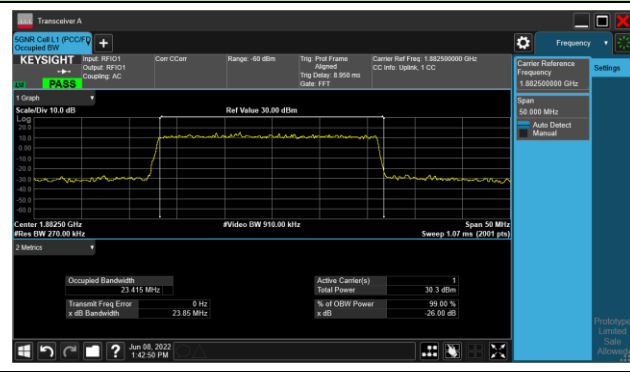 Transceiver A
5GNR Cell L1 (PCC/FD
Occupied BW
Frequency
KEYSIGHT
Input: RFIO1
Output: RFIO1
Coupling: AC
Corr CCorr
Range: -60 dBm
Trig: Prot Frame
Aligned
Trig Delay: 8.950 ms
Gate: FFT
Carrier Ref Freq: 1.882500000 GHz
CC Info: Uplink, 1 CC
PASS
Carrier Reference
Frequency
1.882500000 GHz
Settings
Span
50.000 MHz
Auto Detect
Manual
1 Graph
Scale/Div 10.0 dB
Ref Value 30.00 dBm
Log
20.0
10.0
0.00
-10.0
-20.0
-30.0
-40.0
-50.0
-60.0
Center 1.88250 GHz
#Video BW 910.00 kHz
Span 50 MHz
#Res BW 270.00 kHz
Sweep 1.07 ms (2001 pts)
2 Metrics
Occupied Bandwidth
23.415 MHz
Transmit Freq Error 0 Hz
x dB Bandwidth 23.85 MHz
Active Carrier(s) 1
Total Power 30.3 dBm
% of OBW Power 99.00 %
x dB -26.00 dB
Prototype
Limited
Sale
Allowed
Jun 08, 2022
1:42:50 PM